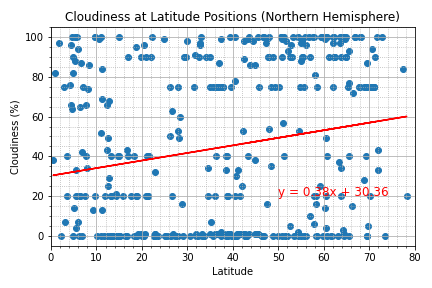 Cloudiness at Latitude Positions (Northern Hemisphere)
100
80
60
40
20
0
Cloudiness (%)
y = 0.38x + 30.36
0 10 20 30 40 50 60 70 80
Latitude